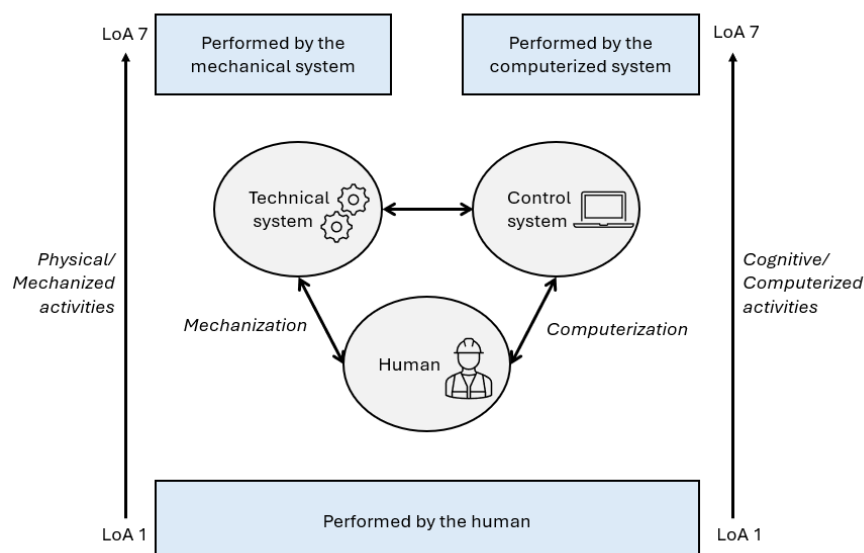 LoA 7
Performed by the
mechanical system
Performed by the
computerized system
LoA 7
Technical
system
Control
system
Physical/
Mechanized
activities
Cognitive/
Computerized
activities
Mechanization
Computerization
Human
LoA 1
Performed by the human
LoA 1